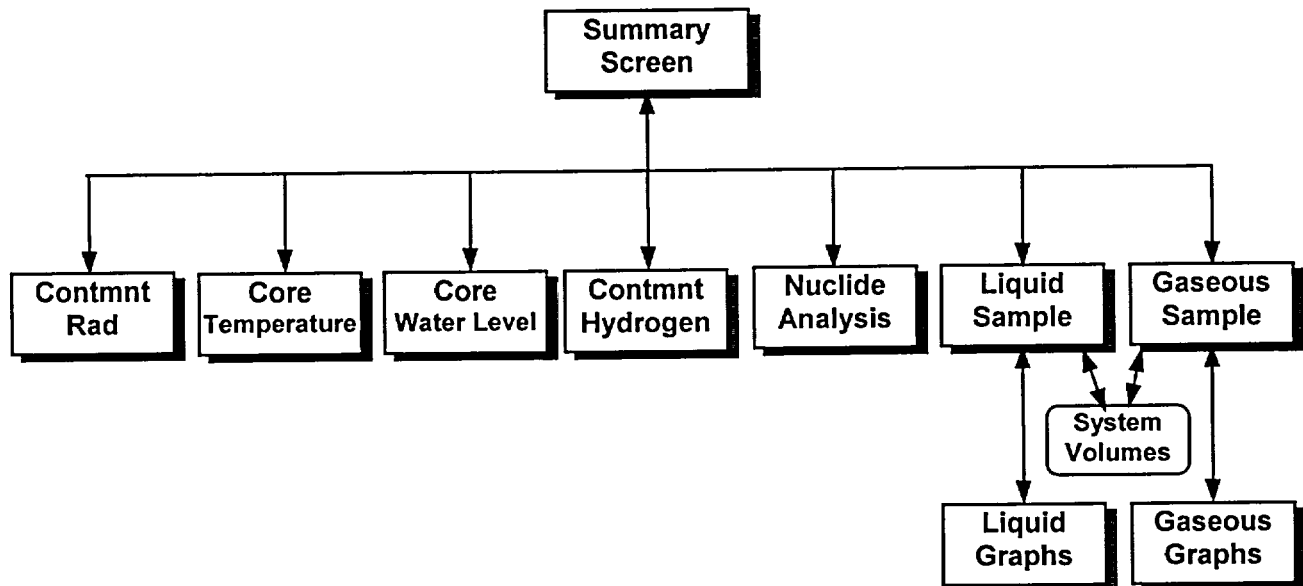 Summary
Screen
Contmnt
Rad
Core
Temperature
Core
Water Level
Contmnt
Hydrogen
Nuclide
Analysis
Liquid
Sample
Gaseous
Sample
System
Volumes
Liquid
Graphs
Gaseous
Graphs